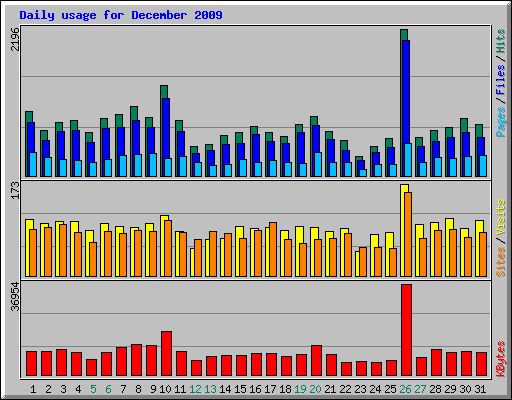 Daily usage for December 2009
2196
Pages / Files / Hits
173
Sites / Visits
36954
KBytes
1 2 3 4 5 6 7 8 9 10 11 12 13 14 15 16 17 18 19 20 21 22 23 24 25 26 27 28 29 30 31